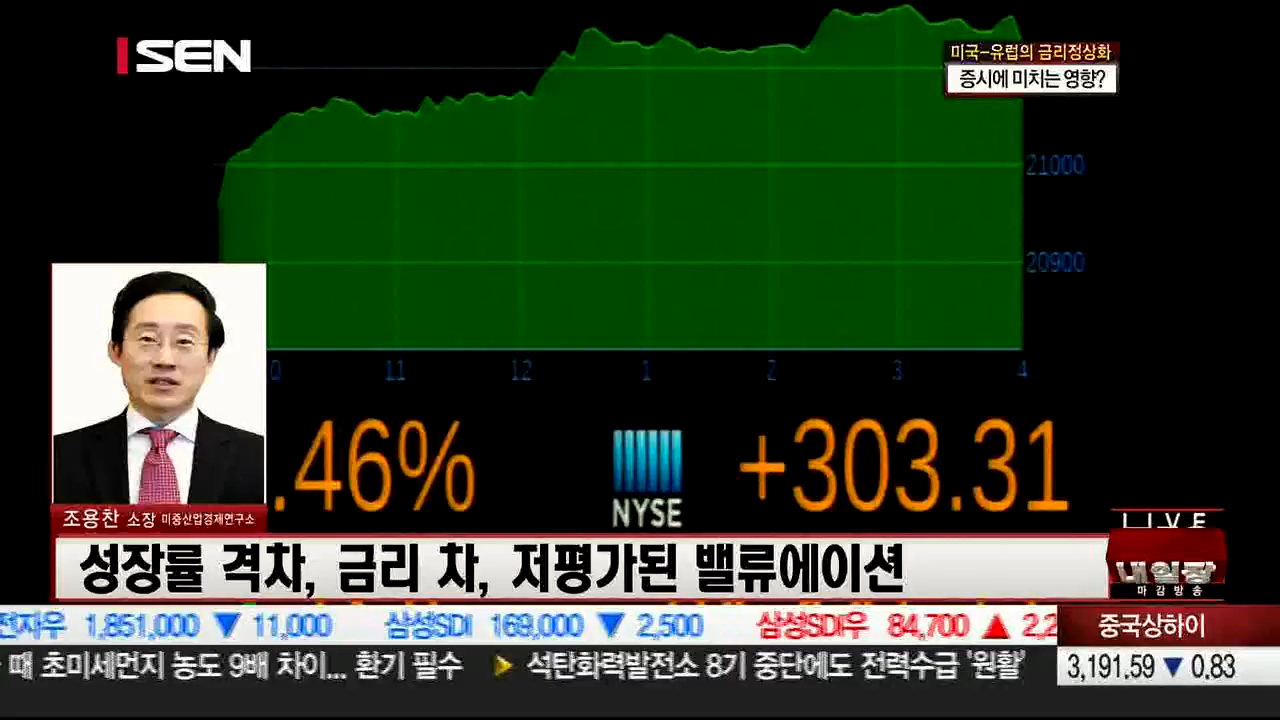 SEN
미국-유럽의 금리정상화
증시에 미치는 영향?
21000
20900
11 12 1 2 3 4
.46%
NYSE
+303.31
조용찬 소장 미중산업경제연구소
LIVE
성장률 격차, 금리 차, 저평가된 밸류에이션
내일장
마감방송
전자우 1,851,000 ▼ 11,000 삼성SDI 169,000 ▼ 2,500 삼성SDI우 84,700 ▲ 2,2
중국상하이
때 초미세먼지 농도 9배 차이... 환기 필수 ▶ 석탄화력발전소 8기 중단에도 전력수급 '원활'
3,191.59 ▼ 0.83